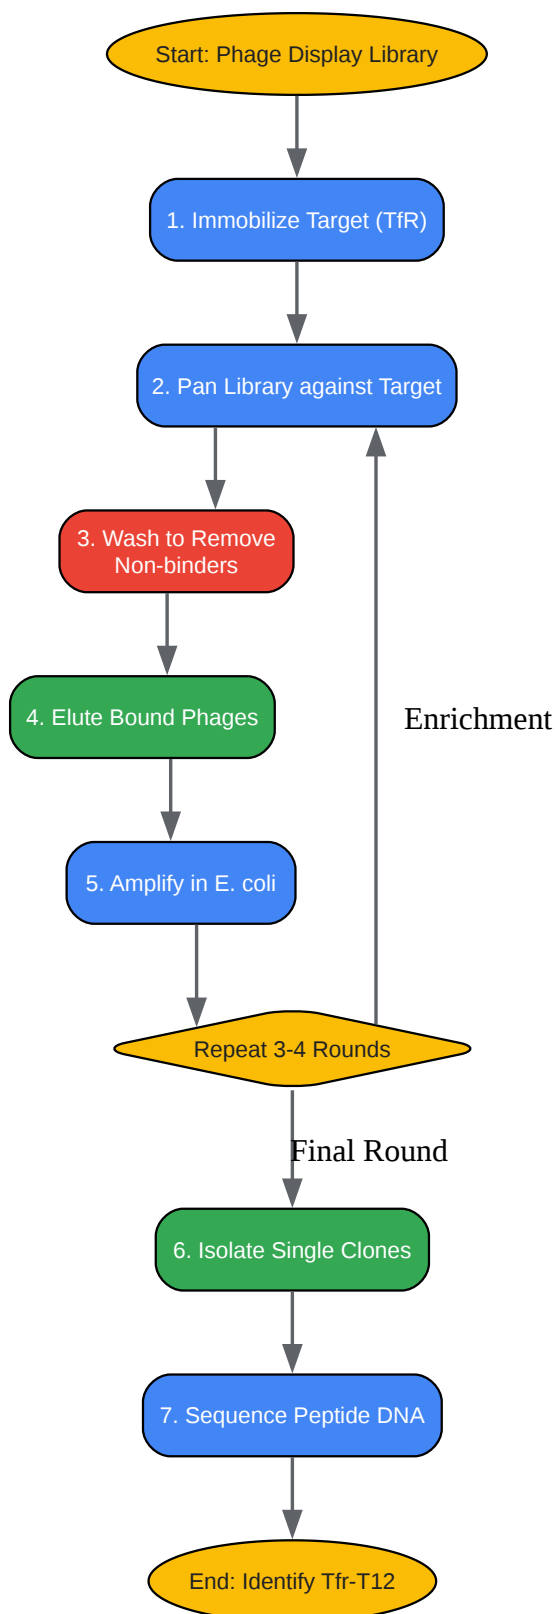 Start: Phage Display Library
1. Immobilize Target (TfR)
2. Pan Library against Target
3. Wash to Remove
Non-binders
4. Elute Bound Phages
Enrichment
5. Amplify in E. coli
Repeat 3-4 Rounds
Final Round
6. Isolate Single Clones
7. Sequence Peptide DNA
End: Identify Tfr-T12